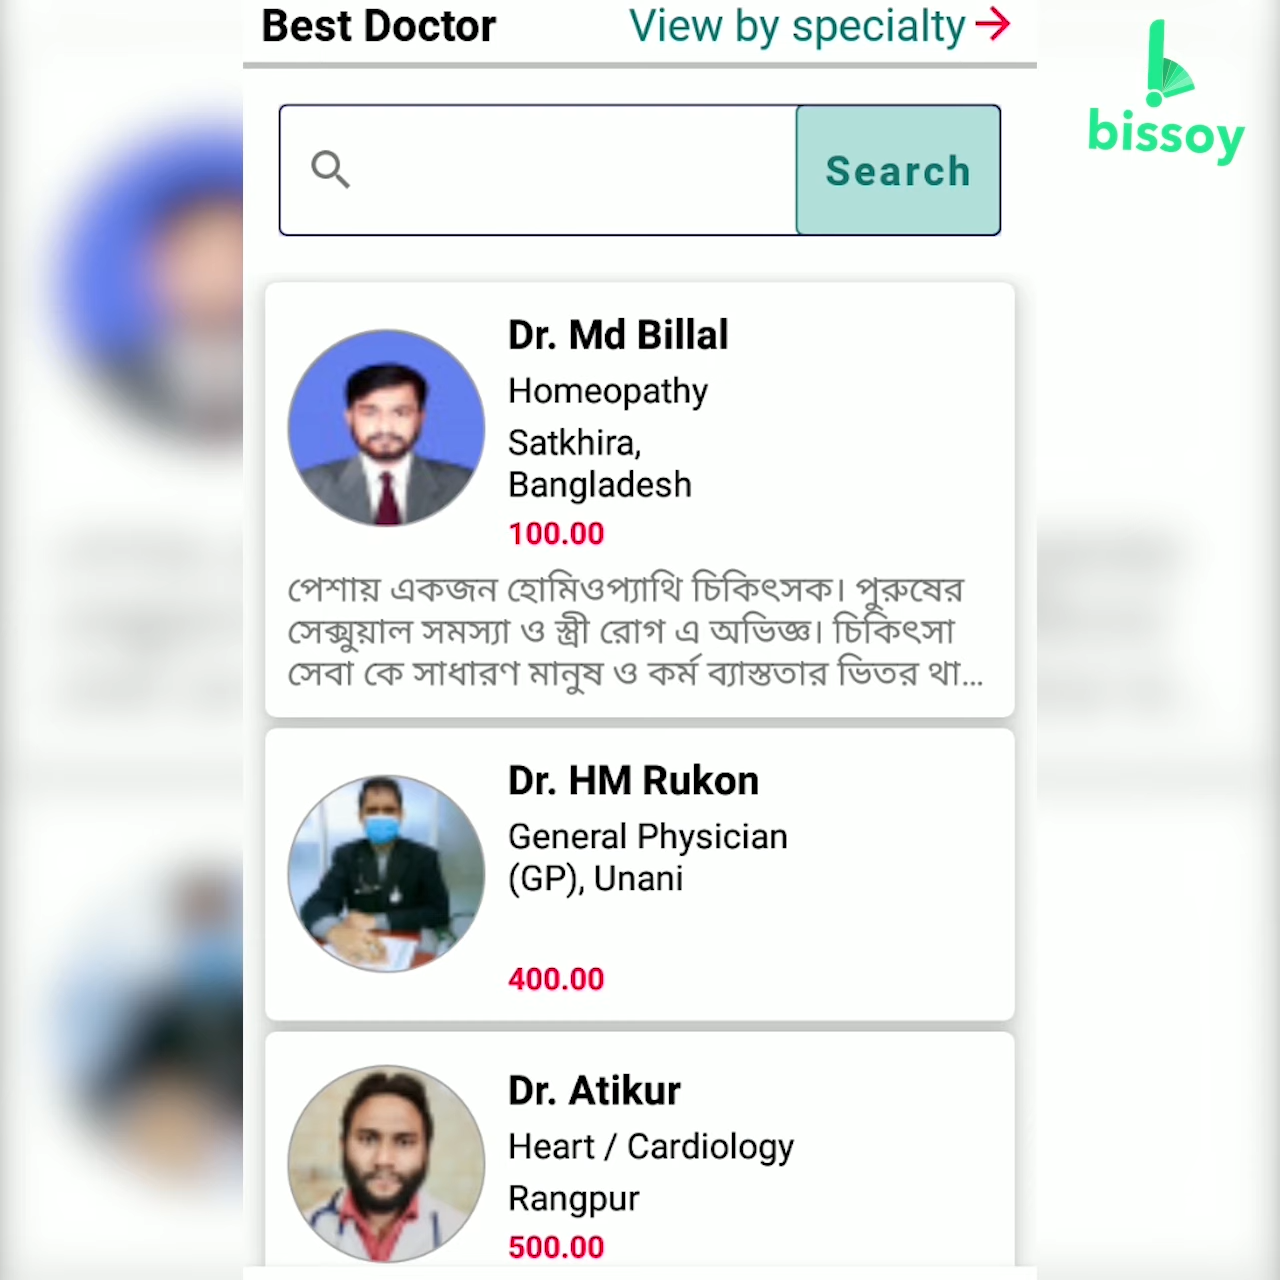 Best Doctor
View by specialty
bissoy
Search
Dr. Md Billal
Homeopathy
Satkhira,
Bangladesh
100.00
পেশায় একজন হোমিওপ্যাথি চিকিৎসক। পুরুষের
সেক্সুয়াল সমস্যা ও স্ত্রী রোগ এ অভিজ্ঞ। চিকিৎসা
সেবা কে সাধারণ মানুষ ও কর্ম ব্যাস্ততার ভিতর থা...
Dr. HM Rukon
General Physician
(GP), Unani
400.00
Dr. Atikur
Heart / Cardiology
Rangpur
500.00